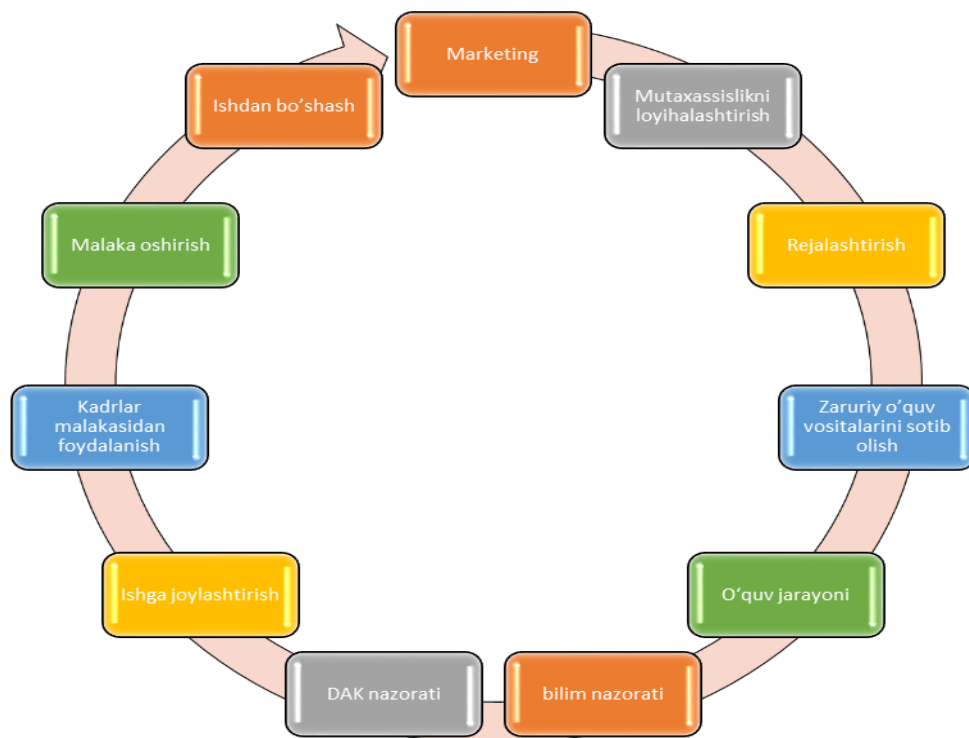 Marketing
Mutaxassislikni
loyihalashtirish
Rejalashtirish
Zaruriy o’quv
vositalarini sotib
olish
O‘quv jarayoni
bilim nazorati
DAK nazorati
Ishga joylashtirish
Kadrlar
malakasidan
foydalanish
Malaka oshirish
Ishdan bo’shash